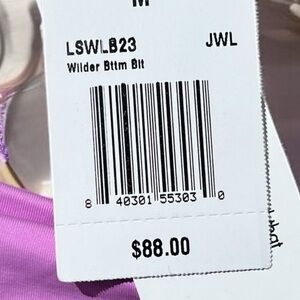 M
LSWLB23 JWL
Wilder Bttm Blt
8 40301 55303 0
$88.00